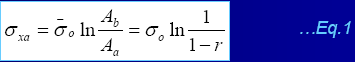 σ_xa = σ̄_o ln A_b/A_a = σ_o ln 1/(1−r) ...Eq.1